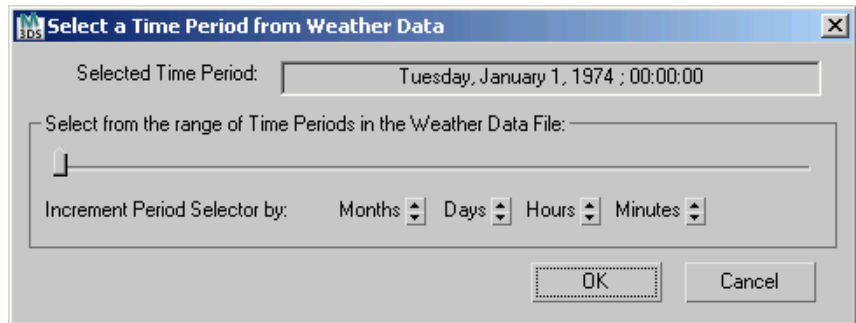 3DS Select a Time Period from Weather Data
Selected Time Period: Tuesday, January 1, 1974 ; 00:00:00
Select from the range of Time Periods in the Weather Data File:
Increment Period Selector by: Months Days Hours Minutes
OK Cancel